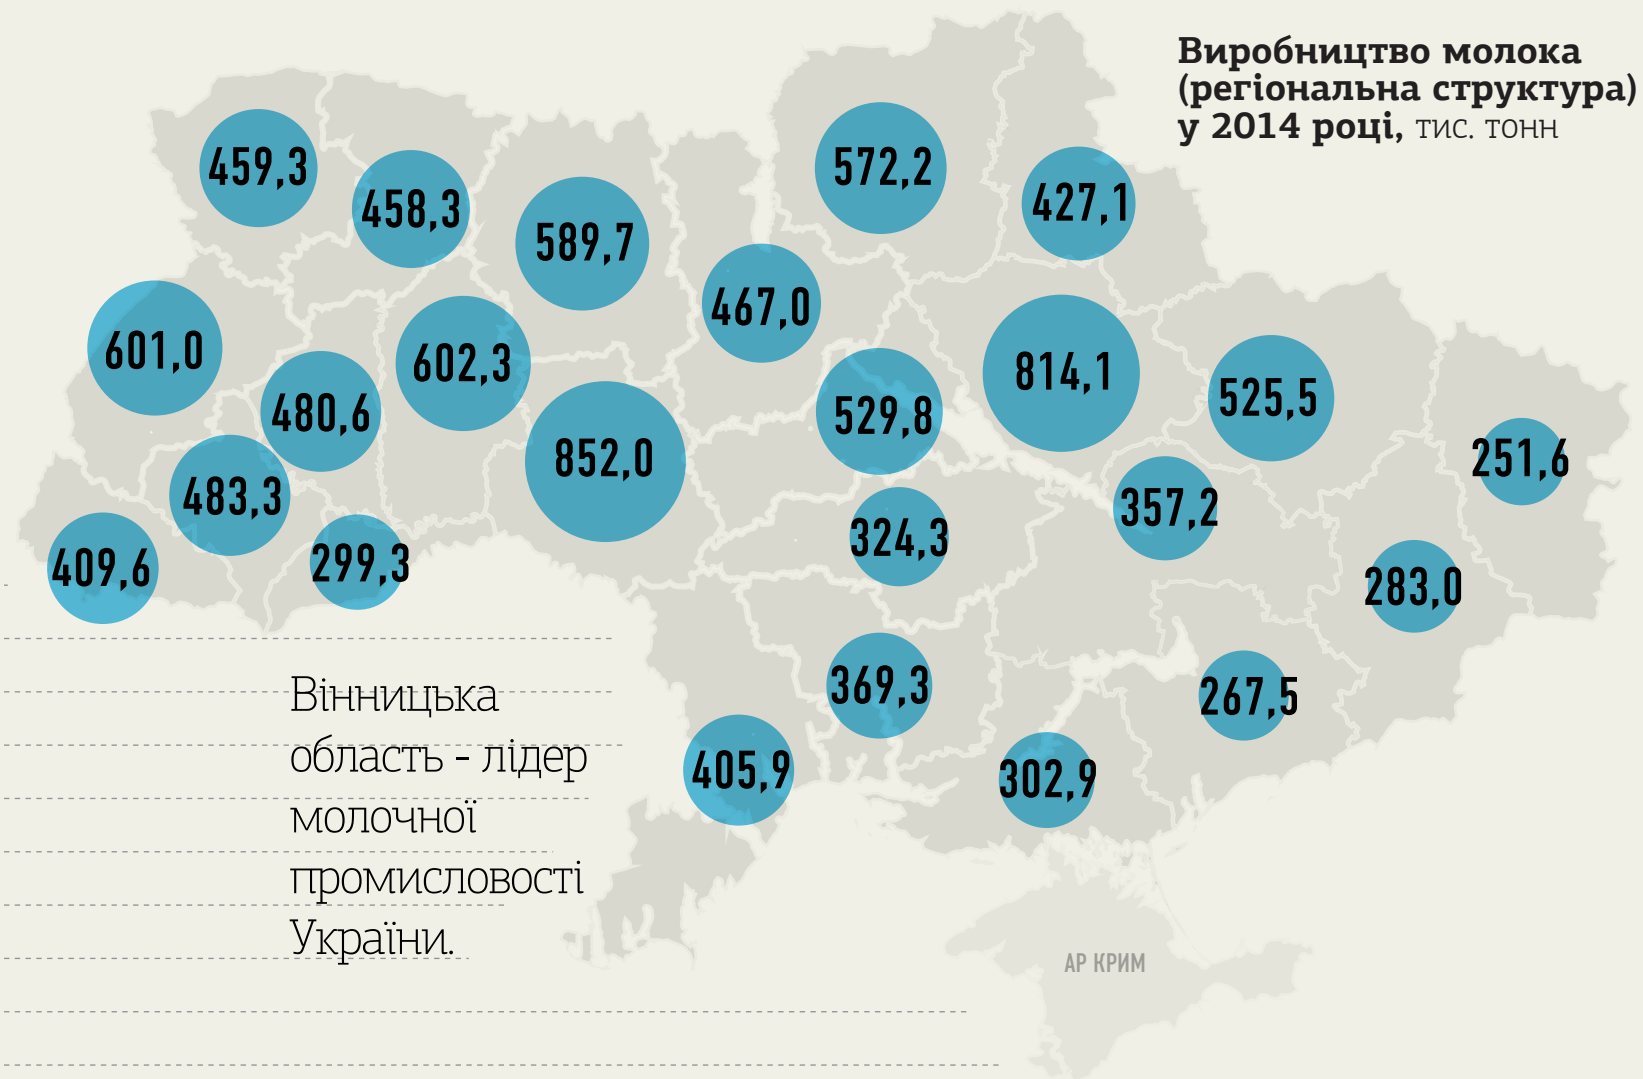 Виробництво молока
(регіональна структура)
у 2014 році, тис. тонн
459,3
458,3
589,7
572,2
427,1
467,0
601,0
602,3
480,6
852,0
529,8
814,1
525,5
251,6
483,3
357,2
324,3
409,6
299,3
283,0
369,3
267,5
405,9
302,9
Вінницька
область - лідер
молочної
промисловості
України.
АР КРИМ